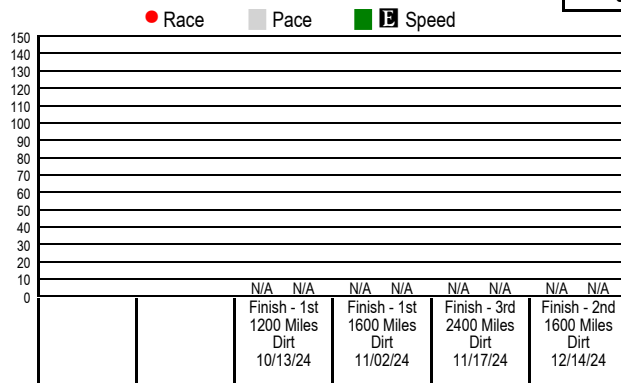 Race Pace E Speed
150
140
130
120
110
100
90
80
70
60
50
40
30
20
10
0
N/A N/A N/A N/A N/A N/A N/A N/A
Finish - 1st Finish - 1st Finish - 3rd Finish - 2nd
1200 Miles 1600 Miles 2400 Miles 1600 Miles
Dirt Dirt Dirt Dirt
10/13/24 11/02/24 11/17/24 12/14/24